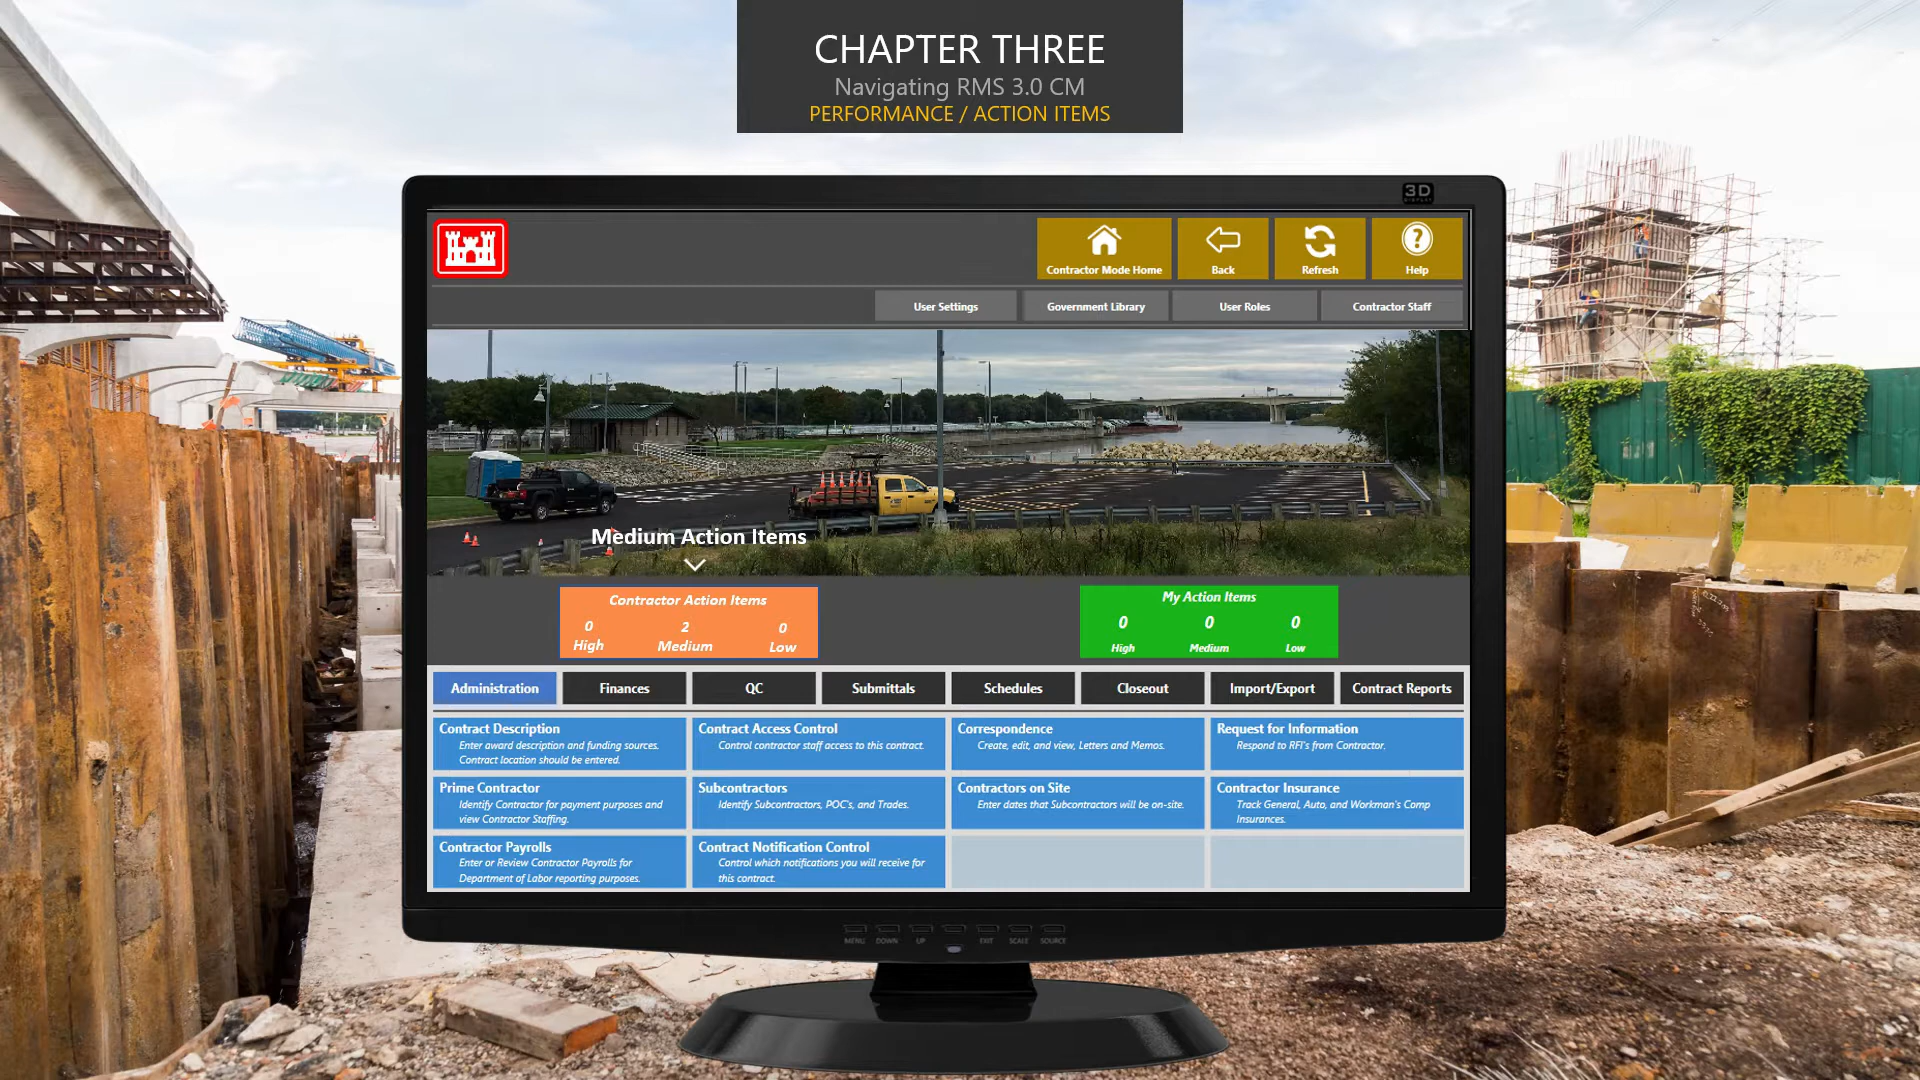 CHAPTER THREE
Navigating RMS 3.0 CM
PERFORMANCE / ACTION ITEMS
3D
DISPLAY
Contractor Mode Home
Back
Refresh
Help
User Settings
Government Library
User Roles
Contractor Staff
Medium Action Items
Contractor Action Items
0
2
0
High
Medium
Low
My Action Items
0
0
0
High
Medium
Low
Administration
Finances
QC
Submittals
Schedules
Closeout
Import/Export
Contract Reports
Contract Description
Enter award description and funding sources.
Contract location should be entered.
Contract Access Control
Control contractor staff access to this contract.
Correspondence
Create, edit, and view, Letters and Memos.
Request for Information
Respond to RFI's from Contractor.
Prime Contractor
Identify Contractor for payment purposes and
view Contractor Staffing.
Subcontractors
Identify Subcontractors, POC's, and Trades.
Contractors on Site
Enter dates that Subcontractors will be on-site.
Contractor Insurance
Track General, Auto, and Workman's Comp
Insurances.
Contractor Payrolls
Enter or Review Contractor Payrolls for
Department of Labor reporting purposes.
Contract Notification Control
Control which notifications you will receive for
this contract.
MENU
DOWN
UP
EXIT
SCALE
SOURCE